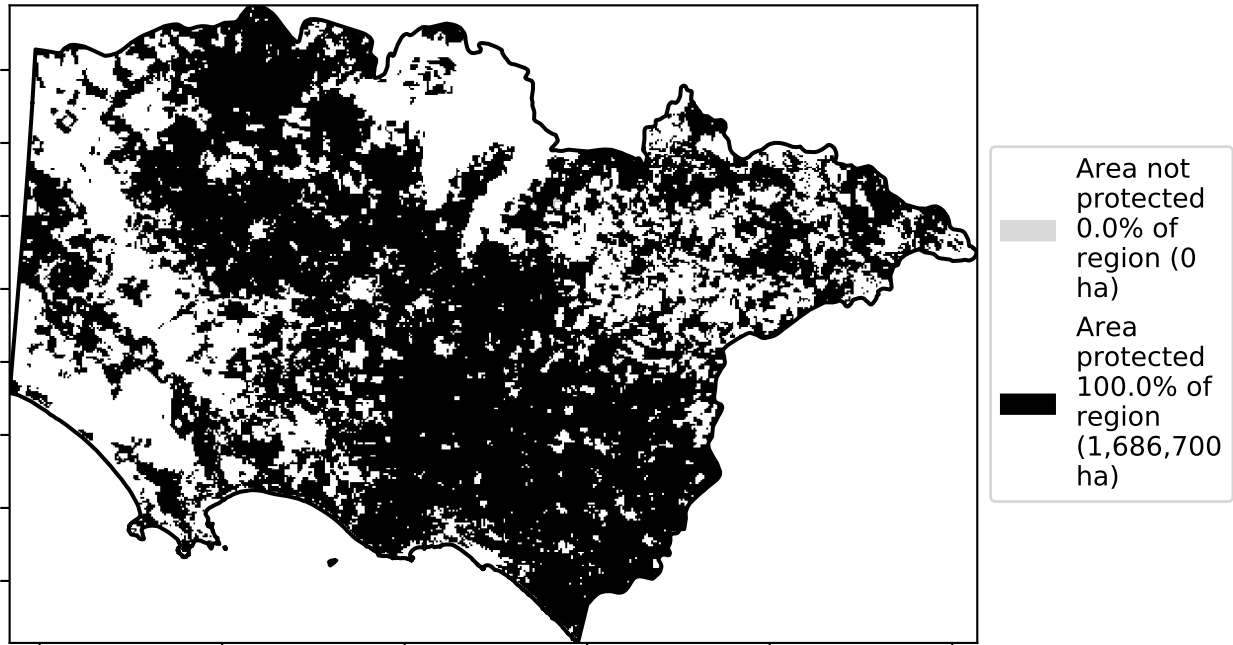 Area not
protected
0.0% of
region (0
ha)
Area
protected
100.0% of
region
(1,686,700
ha)